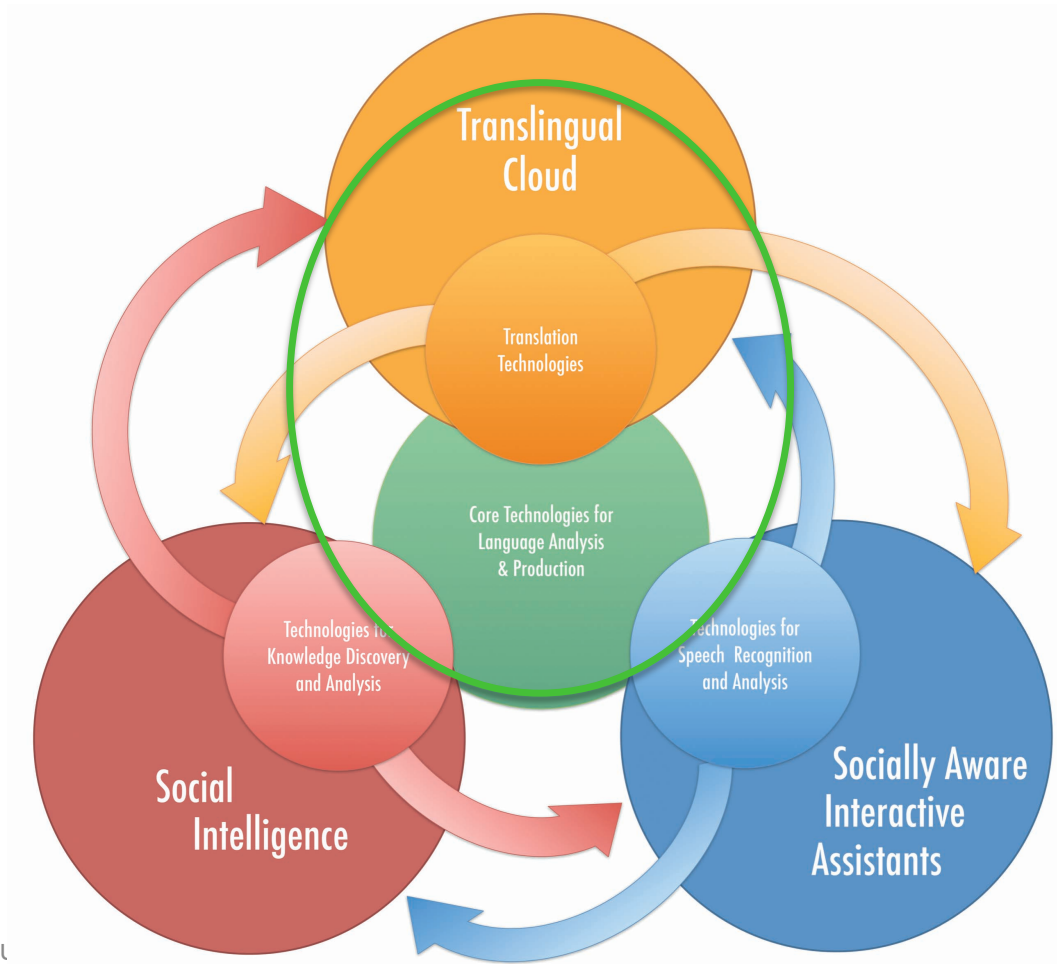 Translingual
Cloud
Translation
Technologies
Core Technologies for
Language Analysis
& Production
Technologies for
Knowledge Discovery
and Analysis
Technologies for
Speech Recognition
and Analysis
Social
Intelligence
Socially Aware
Interactive
Assistants